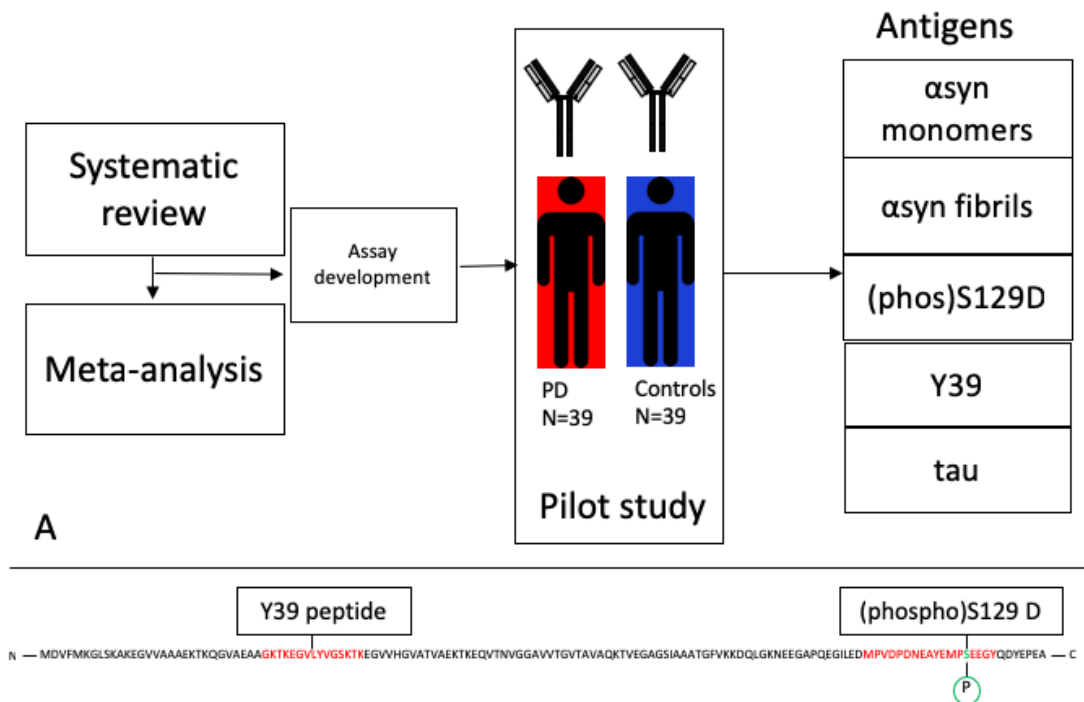 Antigens
αsyn
monomers
αsyn fibrils
(phos)S129D
Y39
tau
Systematic
review
Meta-analysis
Assay
development
PD
N=39
Controls
N=39
Pilot study
A
Y39 peptide
(phospho)S129 D
N — MDVFMKGLSKAKEGVVAAAEKTKQGVAEAAGKTKEGVLYVGSKTKEGVVHGVATVAEKTKEQVTNVGGAVVTGVTAVAQKTVEGAGSIAAATGFVKKDQLGKNEEGAPQEGILEDMPVDPDNEAYEMPSEEGYQDYEPEA — C
P